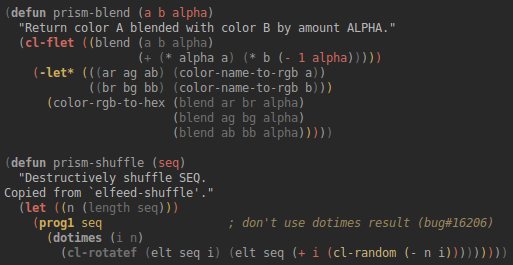 (defun prism-blend (a b alpha)
  "Return color A blended with color B by amount ALPHA."
  (cl-flet ((blend (a b alpha)
                   (+ (* alpha a) (* b (- 1 alpha)))))
    (-let* (((ar ag ab) (color-name-to-rgb a))
            ((br bg bb) (color-name-to-rgb b)))
      (color-rgb-to-hex (blend ar br alpha)
                        (blend ag bg alpha)
                        (blend ab bb alpha)))))

(defun prism-shuffle (seq)
  "Destructively shuffle SEQ.
Copied from `elfeed-shuffle'."
  (let ((n (length seq)))
    (prog1 seq                  ; don't use dotimes result (bug#16206)
      (dotimes (i n)
        (cl-rotatef (elt seq i) (elt seq (+ i (cl-random (- n i)))))))))